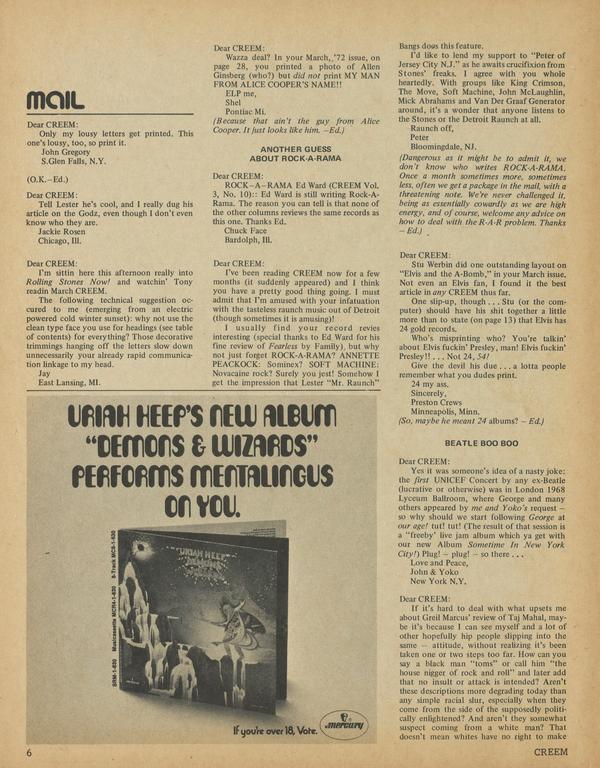 mail
Dear CREEM:
Only my lousy letters get printed. This
one's lousy, too, so print it.
John Gregory
S.Glen Falls, N.Y.
(O.K.–Ed.)
Dear CREEM:
Tell Lester he's cool, and I really dug his
article on the Godz, even though I don't even
know who they are.
Jackie Rosen
Chicago, Ill.
Dear CREEM:
I'm sittin here this afternoon really into
Rolling Stones Now! and watchin' Tony
readin March CREEM.
The following technical suggestion oc-
cured to me (emerging from an electric
powered cold winter sunset): why not use the
clean type face you use for headings (see table
of contents) for everything? Those decorative
trimmings hanging off the letters slow down
unnecessarily your already rapid communica-
tion linkage to my head.
Jay
East Lansing, MI.
Dear CREEM:
Wazza deal? In your March, '72 issue, on
page 28, you printed a photo of Allen
Ginsberg (who?) but did not print MY MAN
FROM ALICE COOPER'S NAME!!
ELP me,
Shel
Pontiac Mi.
(Because that ain't the guy from Alice
Cooper. It just looks like him. –Ed.)
ANOTHER GUESS
ABOUT ROCK-A-RAMA
Dear CREEM:
ROCK–A–RAMA Ed Ward (CREEM Vol.
3, No. 10):: Ed Ward is still writing Rock-A-
Rama. The reason you can tell is that none of
the other columns reviews the same records as
this one. Thanks Ed.
Chuck Face
Bardolph, Ill.
Dear CREEM:
I've been reading CREEM now for a few
months (it suddenly appeared) and I think
you have a pretty good thing going. I must
admit that I'm amused with your infatuation
with the tasteless raunch music out of Detroit
(though sometimes it is amusing)!
I usually find your record revies
interesting (special thanks to Ed Ward for his
fine review of Fearless by Family), but why
not just forget ROCK-A-RAMA? ANNETTE
PEACKOCK: Sominex? SOFT MACHINE:
Novacaine rock? Surely you jest! Somehow I
get the impression that Lester "Mr. Raunch"
Bangs does this feature.
I'd like to lend my support to "Peter of
Jersey City N.J." as he awaits crucifixion from
Stones' freaks. I agree with you whole
heartedly. With groups like King Crimson,
The Move, Soft Machine, John McLaughlin,
Mick Abrahams and Van Der Graaf Generator
around, it's a wonder that anyone listens to
the Stones or the Detroit Raunch at all.
Raunch off,
Peter
Bloomingdale, NJ.
(Dangerous as it might be to admit it, we
don't know who writes ROCK-A-RAMA.
Once a month sometimes more, sometimes
less, often we get a package in the mail, with a
threatening note. We're never challenged it,
being as essentially cowardly as we are high
energy, and of course, welcome any advice on
how to deal with the R-A-R problem. Thanks
– Ed.)
Dear CREEM:
Stu Werbin did one outstanding layout on
"Elvis and the A-Bomb," in your March issue.
Not even an Elvis fan, I found it the best
article in any CREEM thus far.
One slip-up, though . . . Stu (or the com-
puter) should have his shit together a little
more than to state (on page 13) that Elvis has
24 gold records.
Who's misprinting who? You're talkin'
about Elvis fuckin' Presley, man! Elvis fuckin'
Presley!! . . . Not 24, 54!
Give the devil his due . . . a lotta people
remember what you dudes print.
24 my ass.
Sincerely,
Preston Crews
Minneapolis, Minn.
(So, maybe he meant 24 albums? – Ed.)
BEATLE BOO BOO
Dear CREEM:
Yes it was someone's idea of a nasty joke:
the first UNICEF Concert by any ex-Beatle
(lucrative or otherwise) was in London 1968
Lyceum Ballroom, where George and many
others appeared by me and Yoko's request –
so why should we start following George at
our age! tut! tut! (The result of that session is
a "freeby' live jam album which ya get with
our new Album Sometime In New York
City!) Plug! – plug! – so there . . .
Love and Peace,
John & Yoko
New York N.Y.
Dear CREEM:
If it's hard to deal with what upsets me
about Greil Marcus' review of Taj Mahal, may-
be it's because I can see myself and a lot of
other hopefully hip people slipping into the
same – attitude, without realizing it's been
taken one or two steps too far. How can you
say a black man "toms" or call him "the
house nigger of rock and roll" and later add
that no insult or attack is intended? Aren't
these descriptions more degrading today than
any simple racial slur, especially when they
come from the side of the supposedly politi-
cally enlightened? And aren't they somewhat
suspect coming from a white man? That
doesn't mean whites have no right to make
URIAH HEEP'S NEW ALBUM
"DEMONS & WIZARDS"
PERFORMS MENTALINGUS
ON YOU.
URIAH HEEP
SRM-1-630 Musicassette MCR4-1-630 8-Track MC8-1-630
If you're over 18, Vote.
mercury
6
CREEM